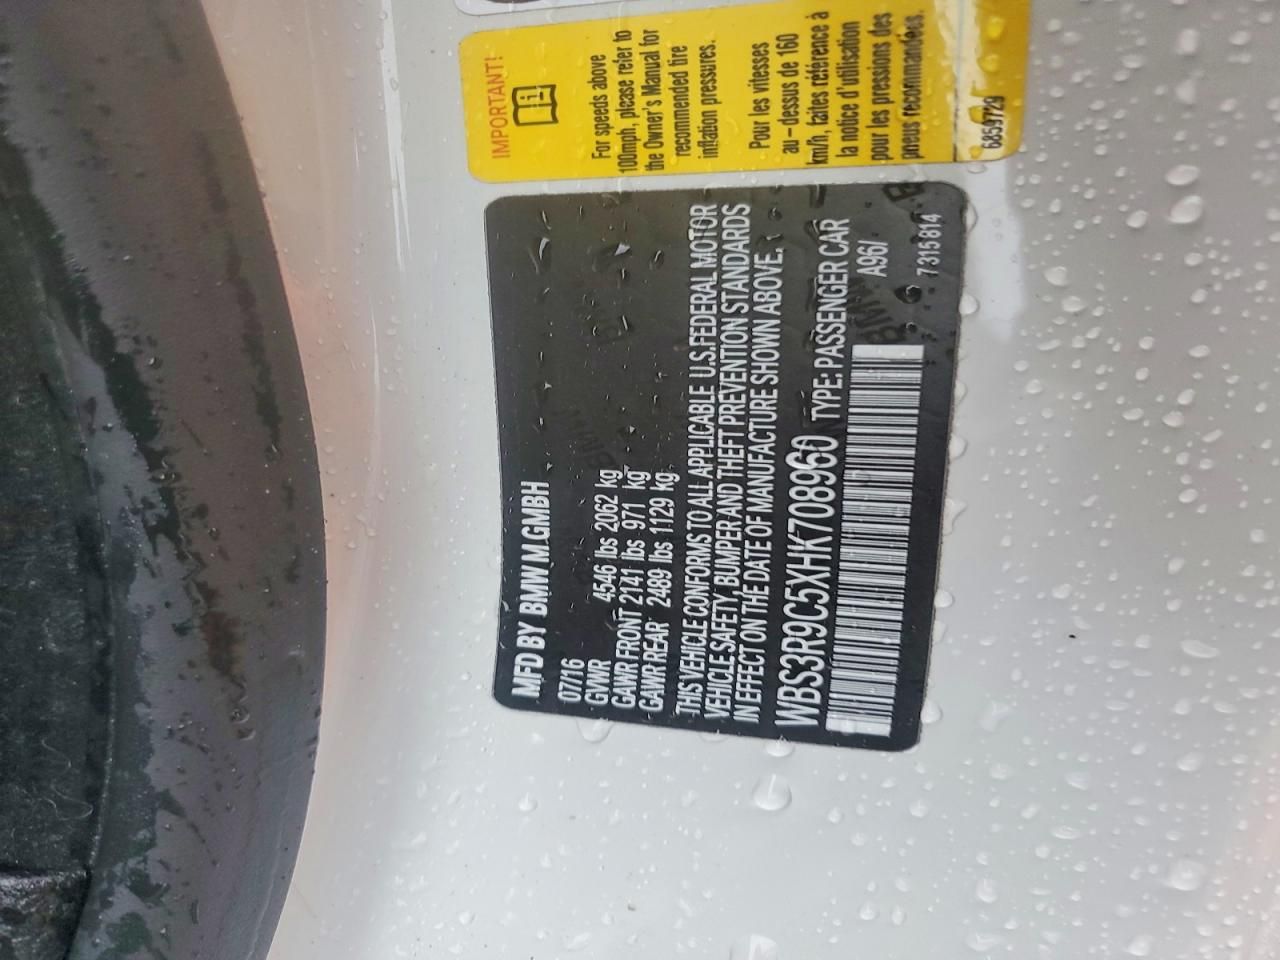 IMPORTANT!
For speeds above
100mph, please refer to
the Owner's Manual for
recommended tire
inflation pressures.
Pour les vitesses
au-dessus de 160
km/h, faites référence à
la notice d'utilisation
pour les pressions des
pneus recommandées.
6859729
MFD BY BMW M GMBH
07/16
GVWR 4546 lbs 2062 kg
GAWR FRONT 2141 lbs 971 kg
GAWR REAR 2489 lbs 1129 kg
THIS VEHICLE CONFORMS TO ALL APPLICABLE U.S.FEDERAL MOTOR
VEHICLE SAFETY, BUMPER AND THEFT PREVENTION STANDARDS
IN EFFECT ON THE DATE OF MANUFACTURE SHOWN ABOVE.
WBS3R9C5XHK708960 TYPE: PASSENGER CAR
A96/
7315814